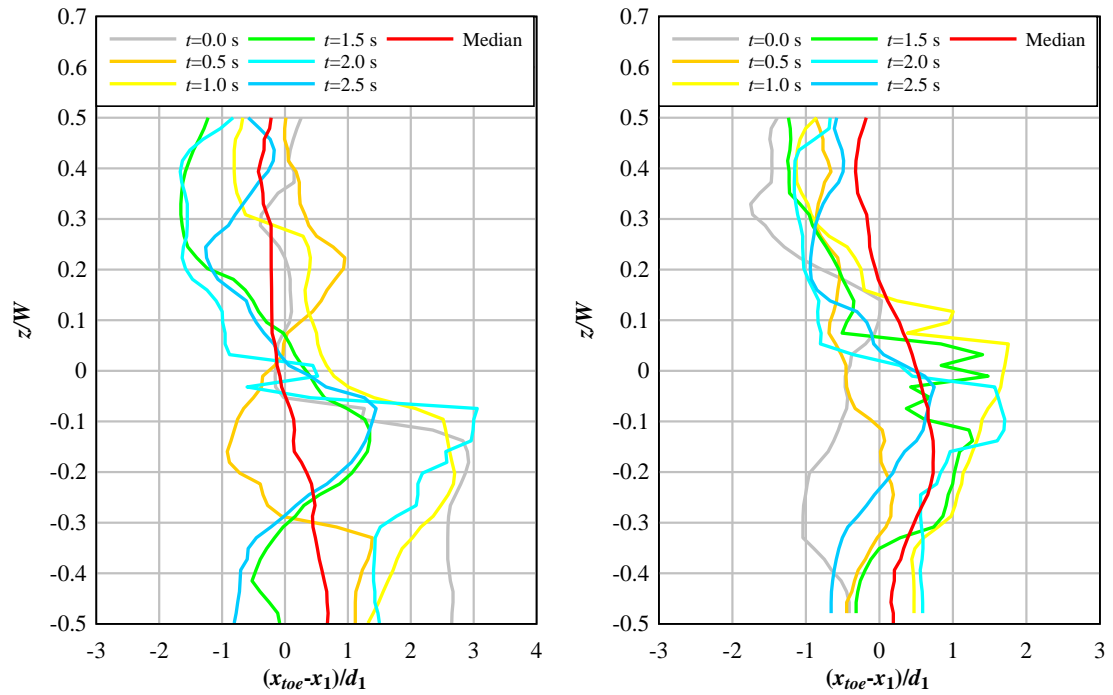 0.7
0.6
0.5
0.4
0.3
0.2
0.1
0
-0.1
-0.2
-0.3
-0.4
-0.5
z/W
t=0.0 s t=1.5 s Median
t=0.5 s t=2.0 s
t=1.0 s t=2.5 s
-3 -2 -1 0 1 2 3 4
(xtoe-x1)/d1
0.7
0.6
0.5
0.4
0.3
0.2
0.1
0
-0.1
-0.2
-0.3
-0.4
-0.5
z/W
t=0.0 s t=1.5 s Median
t=0.5 s t=2.0 s
t=1.0 s t=2.5 s
-3 -2 -1 0 1 2 3
(xtoe-x1)/d1